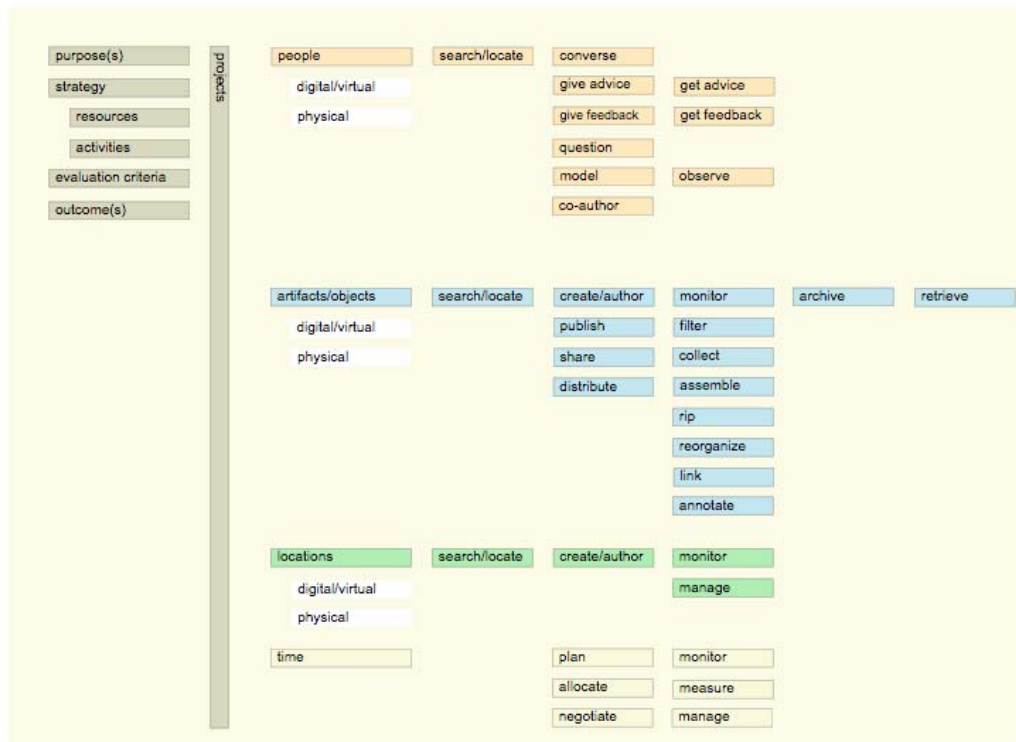 purpose(s)
strategy
resources
activities
evaluation criteria
outcome(s)
projects
people search/locate converse
digital/virtual give advice get advice
physical give feedback get feedback
question
model observe
co-author
artifacts/objects search/locate create/author monitor archive retrieve
digital/virtual publish filter
physical share collect
distribute assemble
rip
reorganize
link
annotate
locations search/locate create/author monitor
digital/virtual manage
physical
time plan monitor
allocate measure
negotiate manage